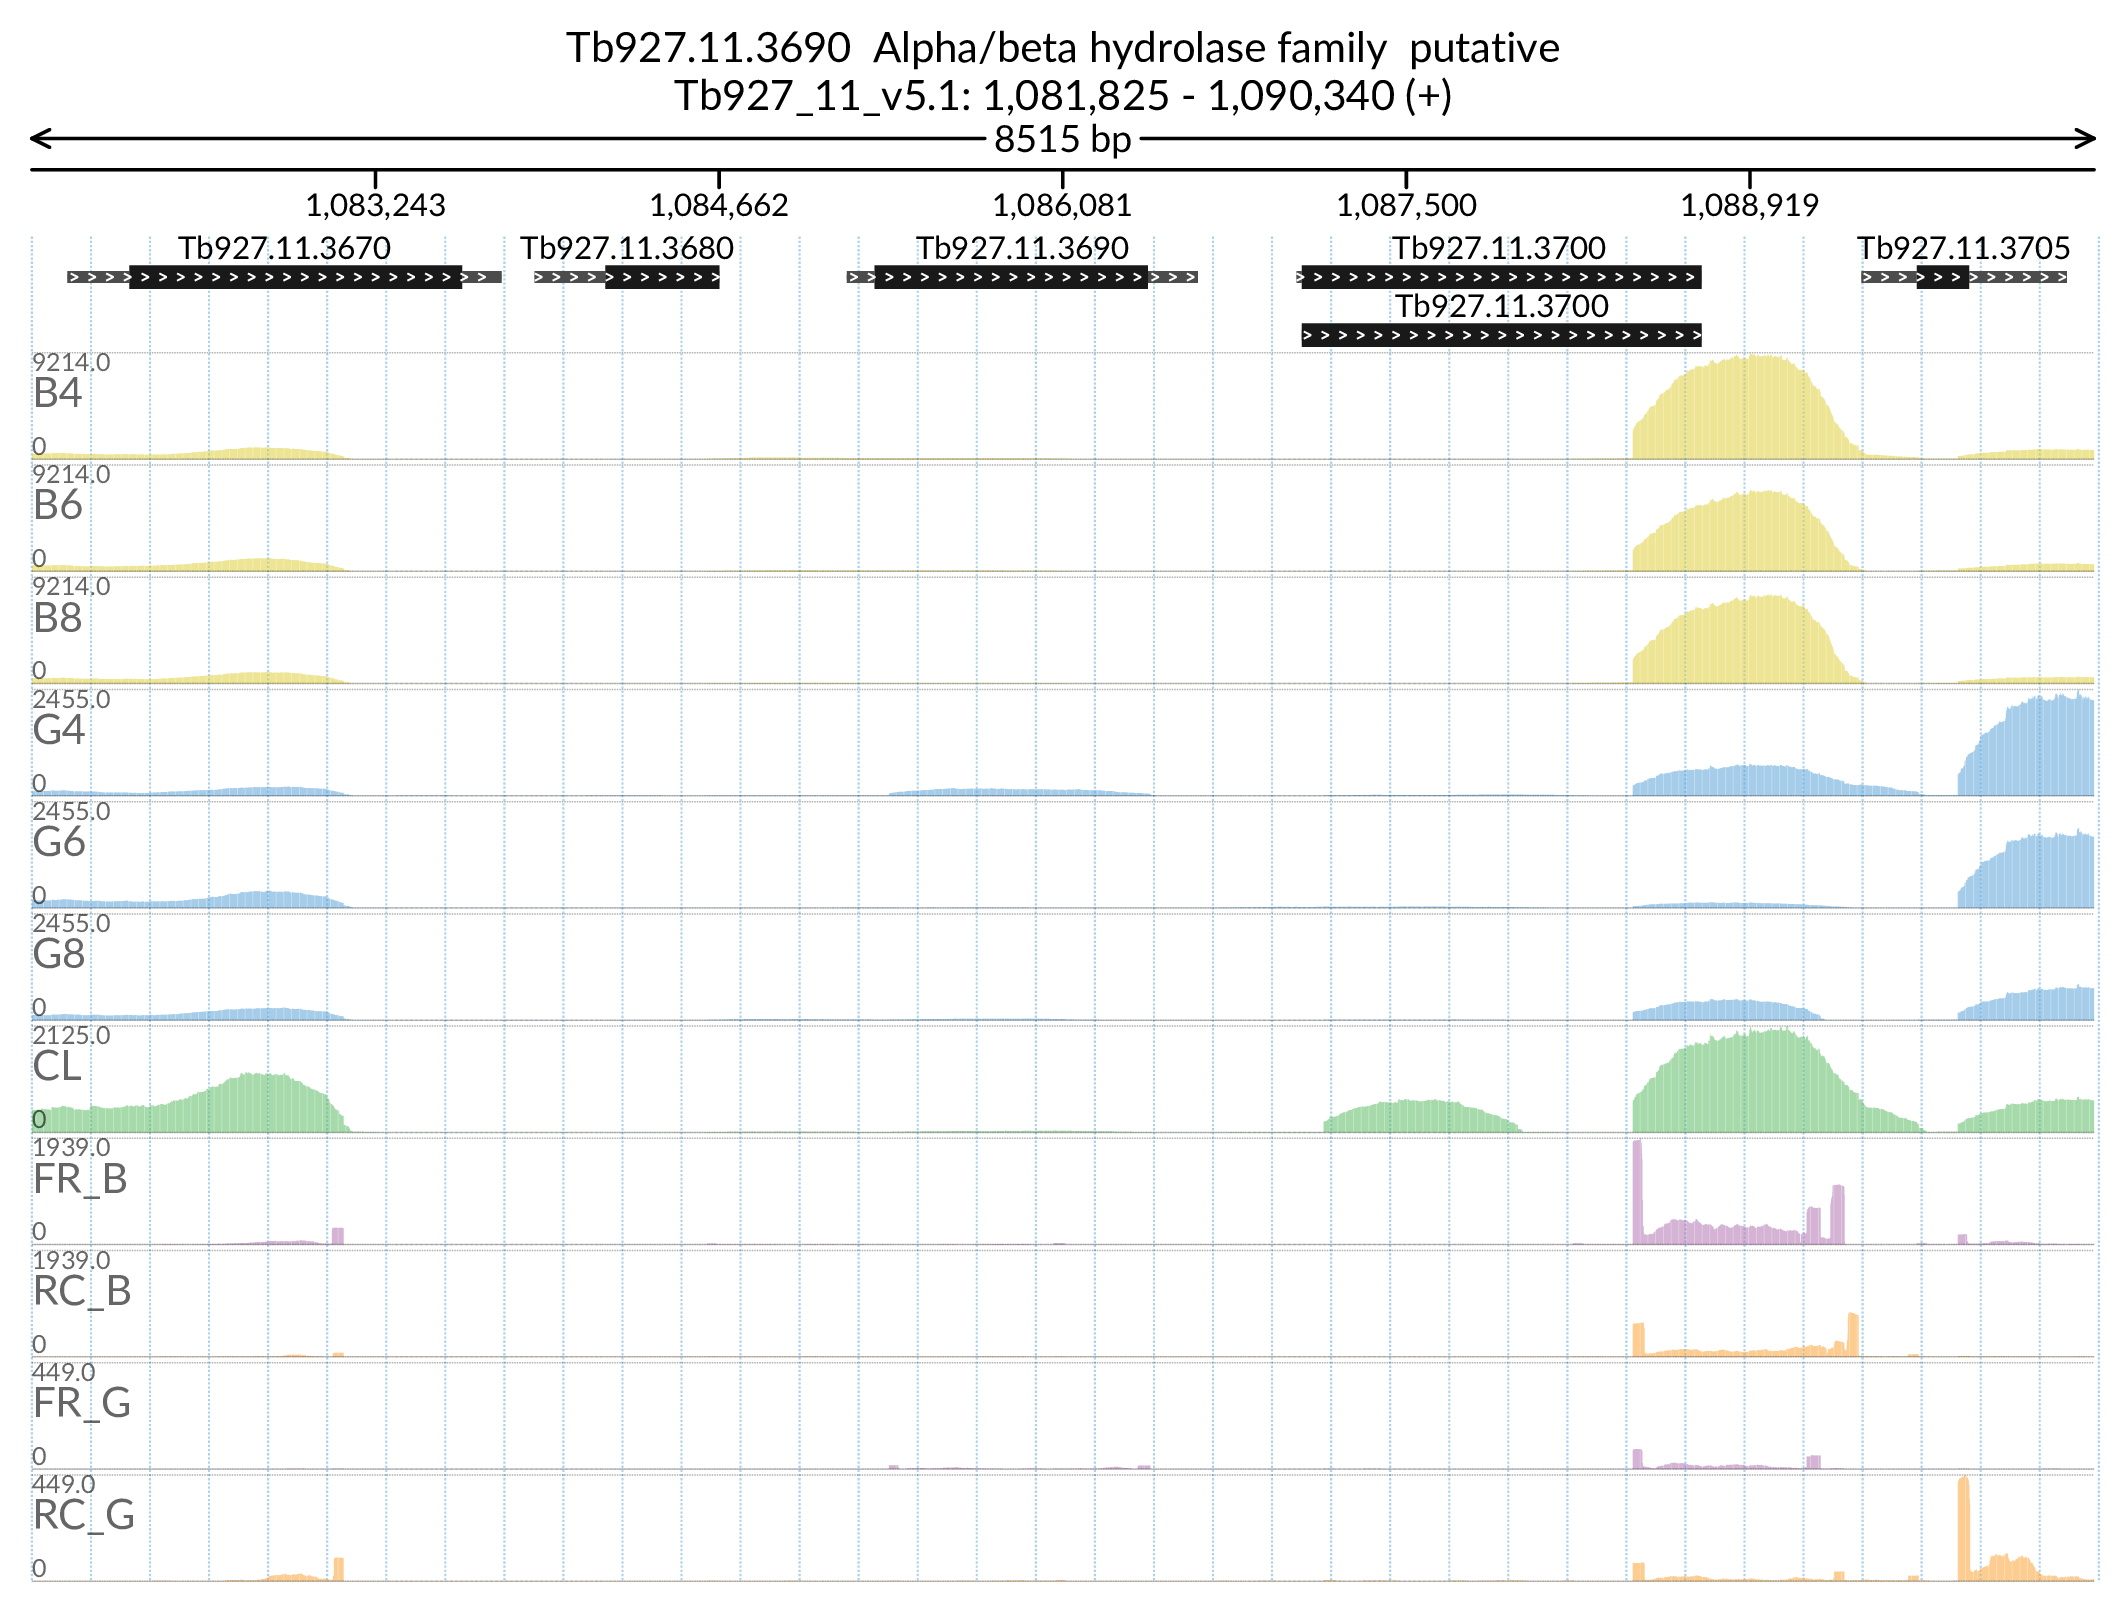 Tb927.11.3690  Alpha/beta hydrolase family  putative
Tb927_11_v5.1: 1,081,825 - 1,090,340 (+)
8515 bp
1,083,243 1,084,662 1,086,081 1,087,500 1,088,919
Tb927.11.3670 Tb927.11.3680 Tb927.11.3690 Tb927.11.3700 Tb927.11.3705
Tb927.11.3700
9214.0
B4
0
9214.0
B6
0
9214.0
B8
0
2455.0
G4
0
2455.0
G6
0
2455.0
G8
0
2125.0
CL
0
1939.0
FR_B
0
1939.0
RC_B
0
449.0
FR_G
0
449.0
RC_G
0